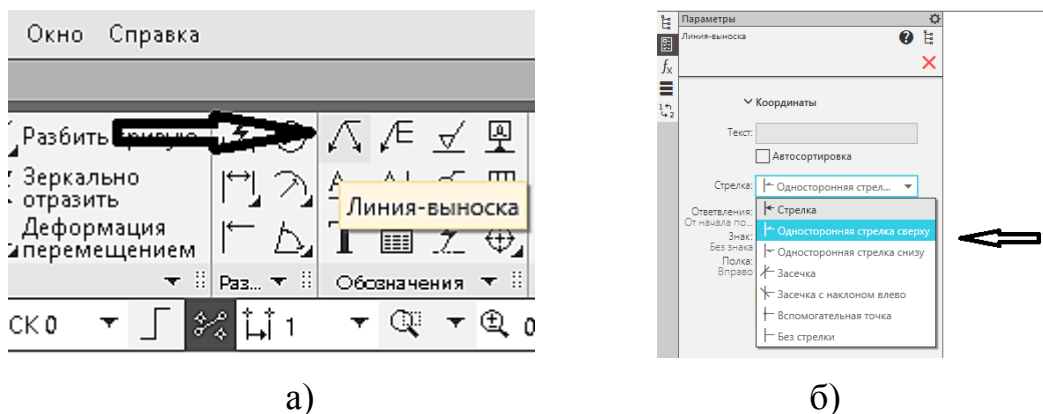 Окно Справка
Разбить кривую
Зеркально
отразить
Деформация
перемещением
Линия-выноска
Раз...
Обозначения
СК 0
1
0
а)
Параметры
Линия-выноска
Координаты
Текст:
Автосортировка
Стрелка: Односторонняя стрел...
Ответвления:
От начала по...
Знак:
Без знака
Полка:
Вправо
Стрелка
Односторонняя стрелка сверху
Односторонняя стрелка снизу
Засечка
Засечка с наклоном влево
Вспомогательная точка
Без стрелки
б)